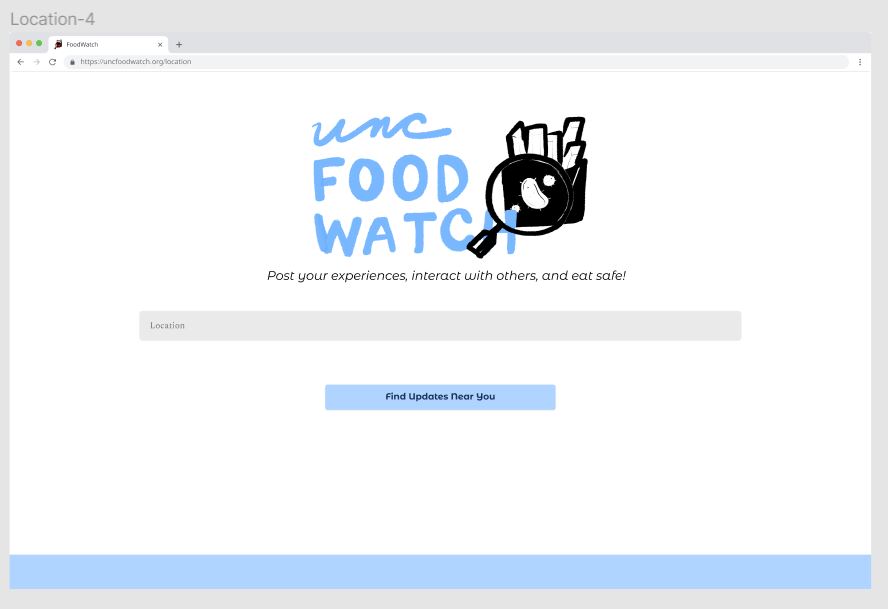 Location-4
FoodWatch
https://uncfoodwatch.org/location
unc
FOOD
WATCH
Post your experiences, interact with others, and eat safe!
Location
Find Updates Near You